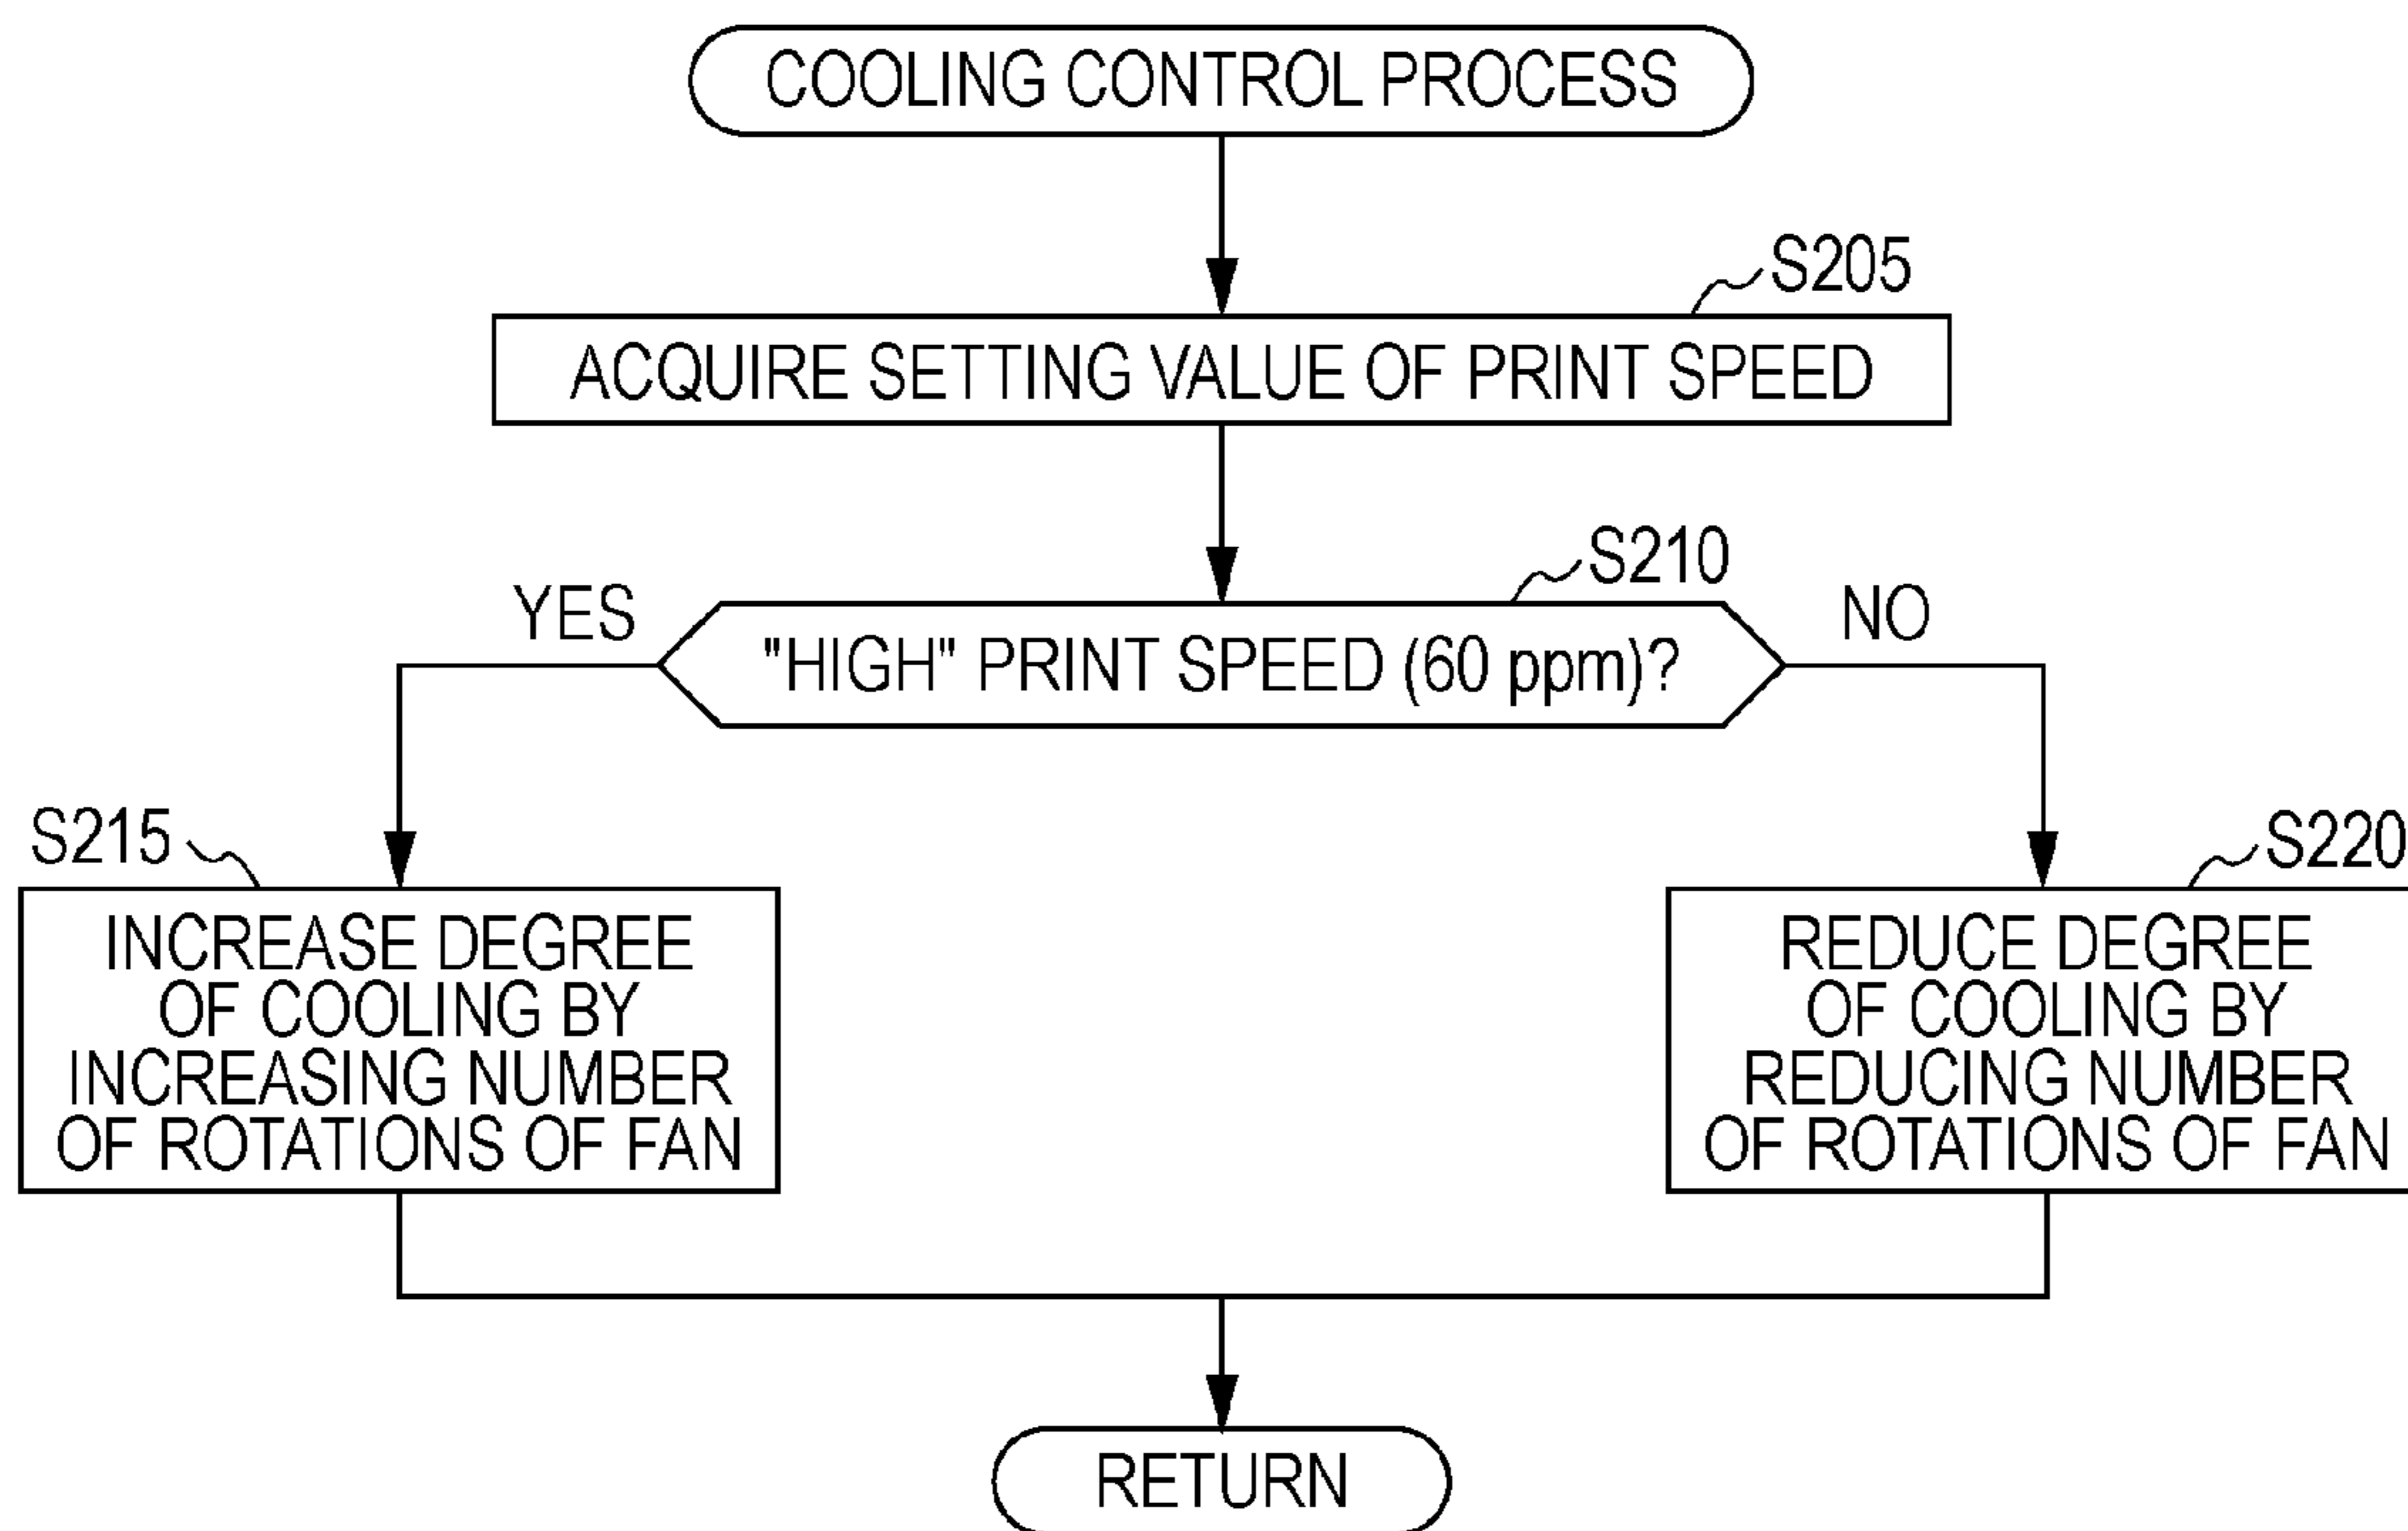 COOLING CONTROL PROCESS
S205
ACQUIRE SETTING VALUE OF PRINT SPEED
S210
YES
"HIGH" PRINT SPEED (60 ppm)?
NO
S215
INCREASE DEGREE
OF COOLING BY
INCREASING NUMBER
OF ROTATIONS OF FAN
S220
REDUCE DEGREE
OF COOLING BY
REDUCING NUMBER
OF ROTATIONS OF FAN
RETURN